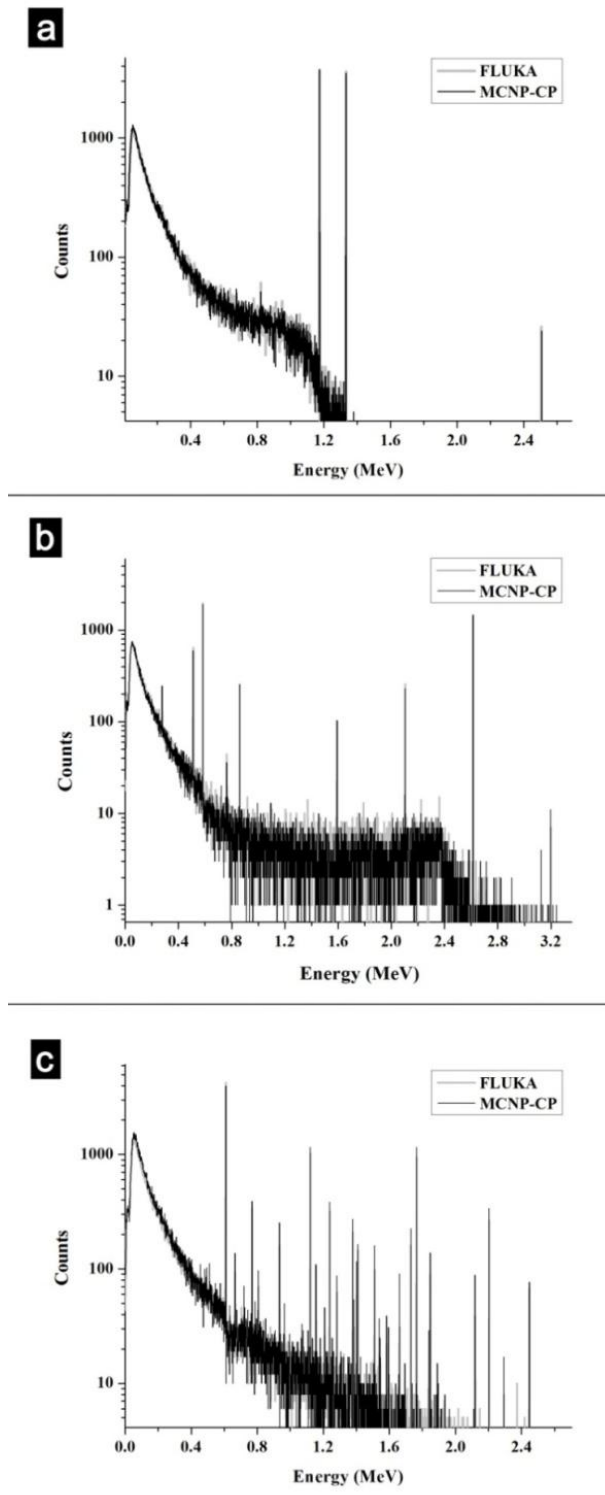 a
FLUKA
MCNP-CP
1000
100
10
Counts
0.4 0.8 1.2 1.6 2.0 2.4
Energy (MeV)
b
FLUKA
MCNP-CP
1000
100
10
1
Counts
0.0 0.4 0.8 1.2 1.6 2.0 2.4 2.8 3.2
Energy (MeV)
c
FLUKA
MCNP-CP
1000
100
10
Counts
0.0 0.4 0.8 1.2 1.6 2.0 2.4
Energy (MeV)